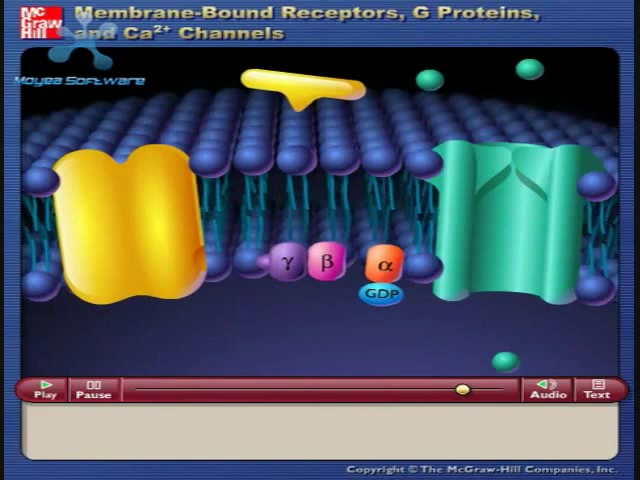 Mc
Graw
Hill
Membrane-Bound Receptors, G Proteins,
and Ca²⁺ Channels
Moyea Software
γ β α
GDP
Play Pause Audio Text
Copyright © The McGraw-Hill Companies, Inc.